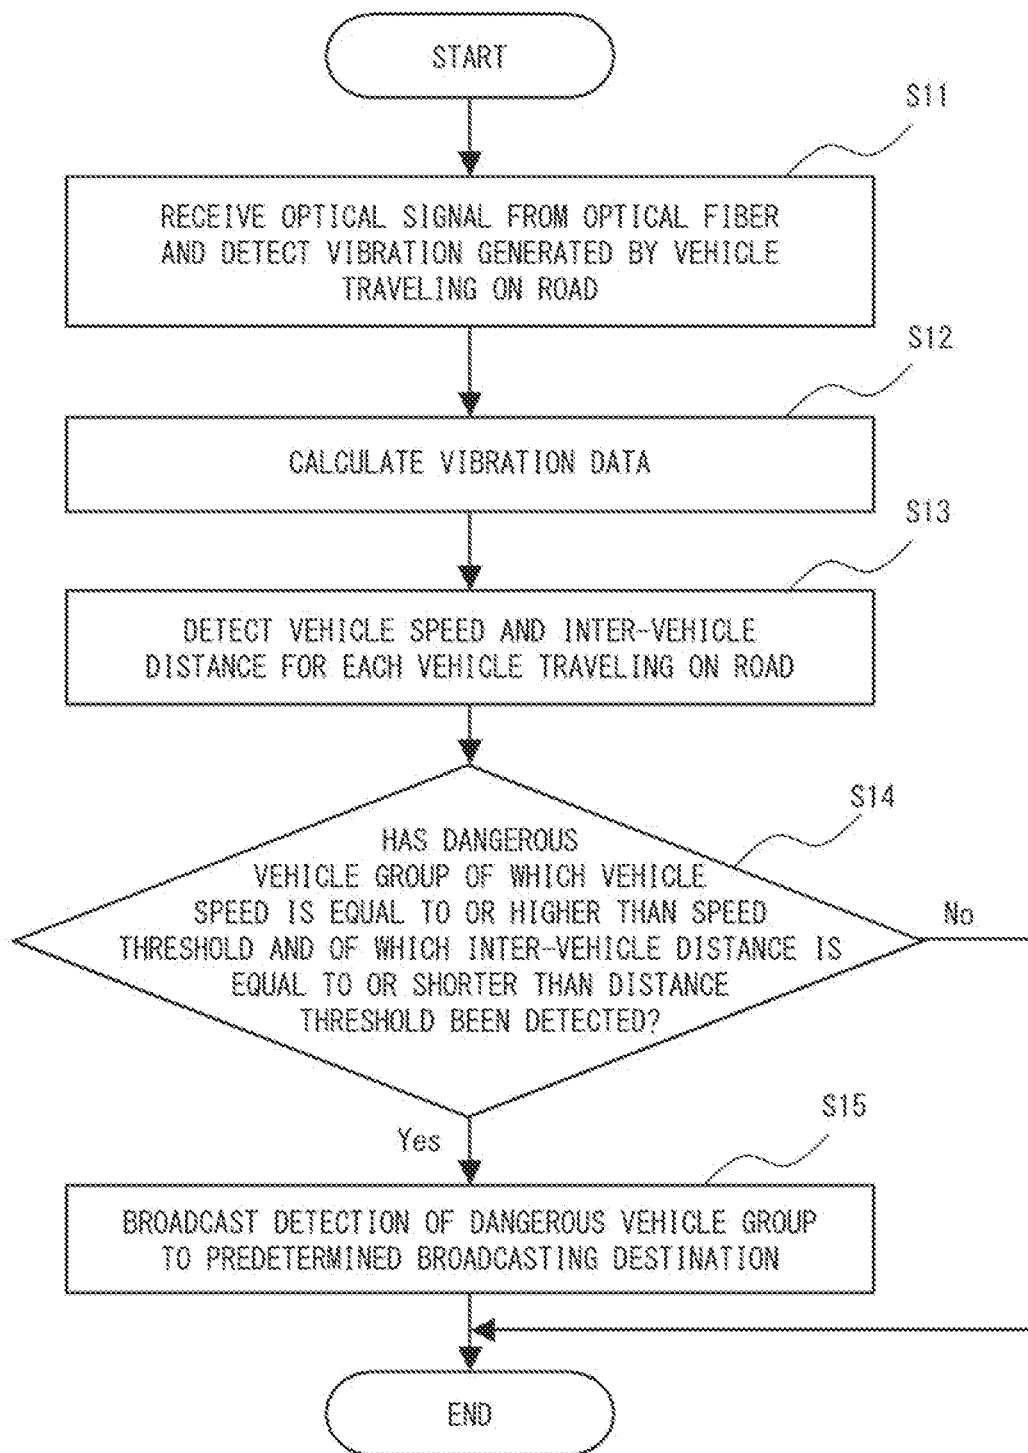 START
S11
RECEIVE OPTICAL SIGNAL FROM OPTICAL FIBER
AND DETECT VIBRATION GENERATED BY VEHICLE
TRAVELING ON ROAD
S12
CALCULATE VIBRATION DATA
S13
DETECT VEHICLE SPEED AND INTER-VEHICLE
DISTANCE FOR EACH VEHICLE TRAVELING ON ROAD
S14
HAS DANGEROUS
VEHICLE GROUP OF WHICH VEHICLE
SPEED IS EQUAL TO OR HIGHER THAN SPEED
THRESHOLD AND OF WHICH INTER-VEHICLE DISTANCE IS
EQUAL TO OR SHORTER THAN DISTANCE
THRESHOLD BEEN DETECTED?
No
Yes
S15
BROADCAST DETECTION OF DANGEROUS VEHICLE GROUP
TO PREDETERMINED BROADCASTING DESTINATION
END